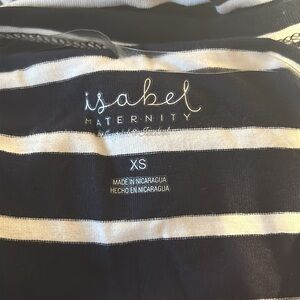 isabel
MATERNITY
XS
MADE IN NICARAGUA
HECHO EN NICARAGUA